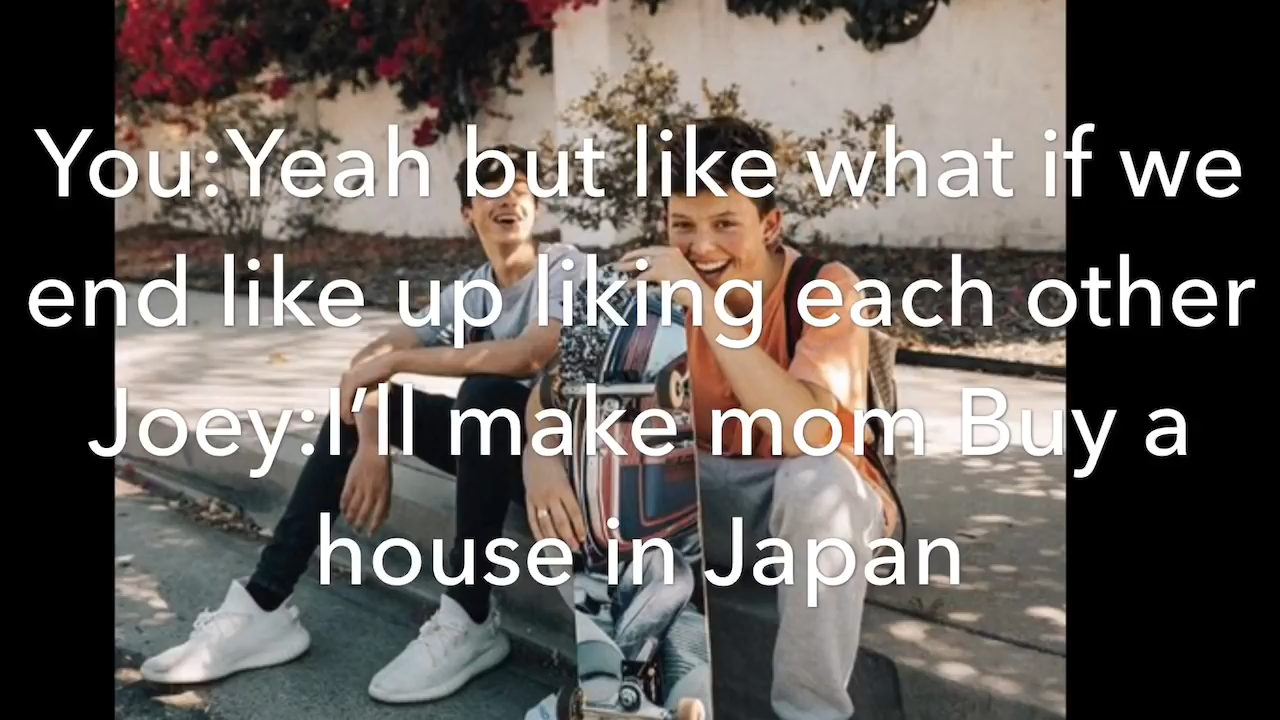 You:Yeah but like what if we
end like up liking each other
Joey:I’ll make mom Buy a
house in Japan